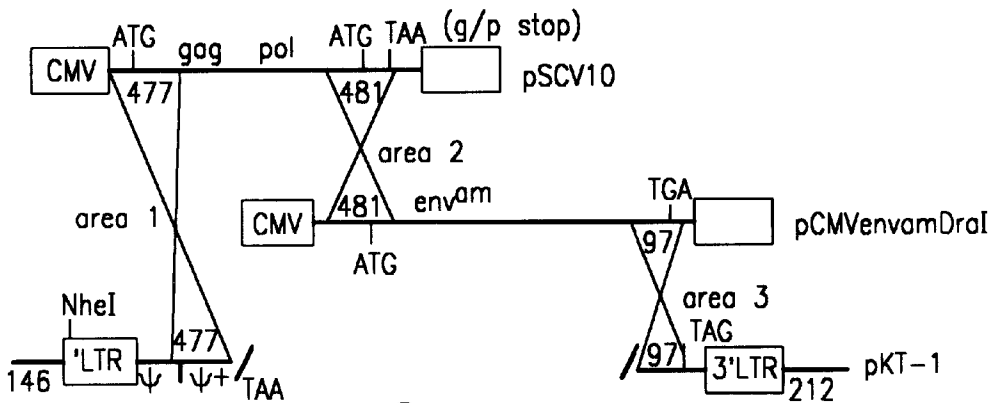 (g/p stop)
ATG gag pol ATG TAA
CMV pSCV10
477 481
area 2
area 1
CMV 481 env am TGA pCMVenvamDraI
ATG 97
area 3
NheI
'LTR 477 97 TAG 3'LTR pKT-1
146 ψ ψ+ TAA 212